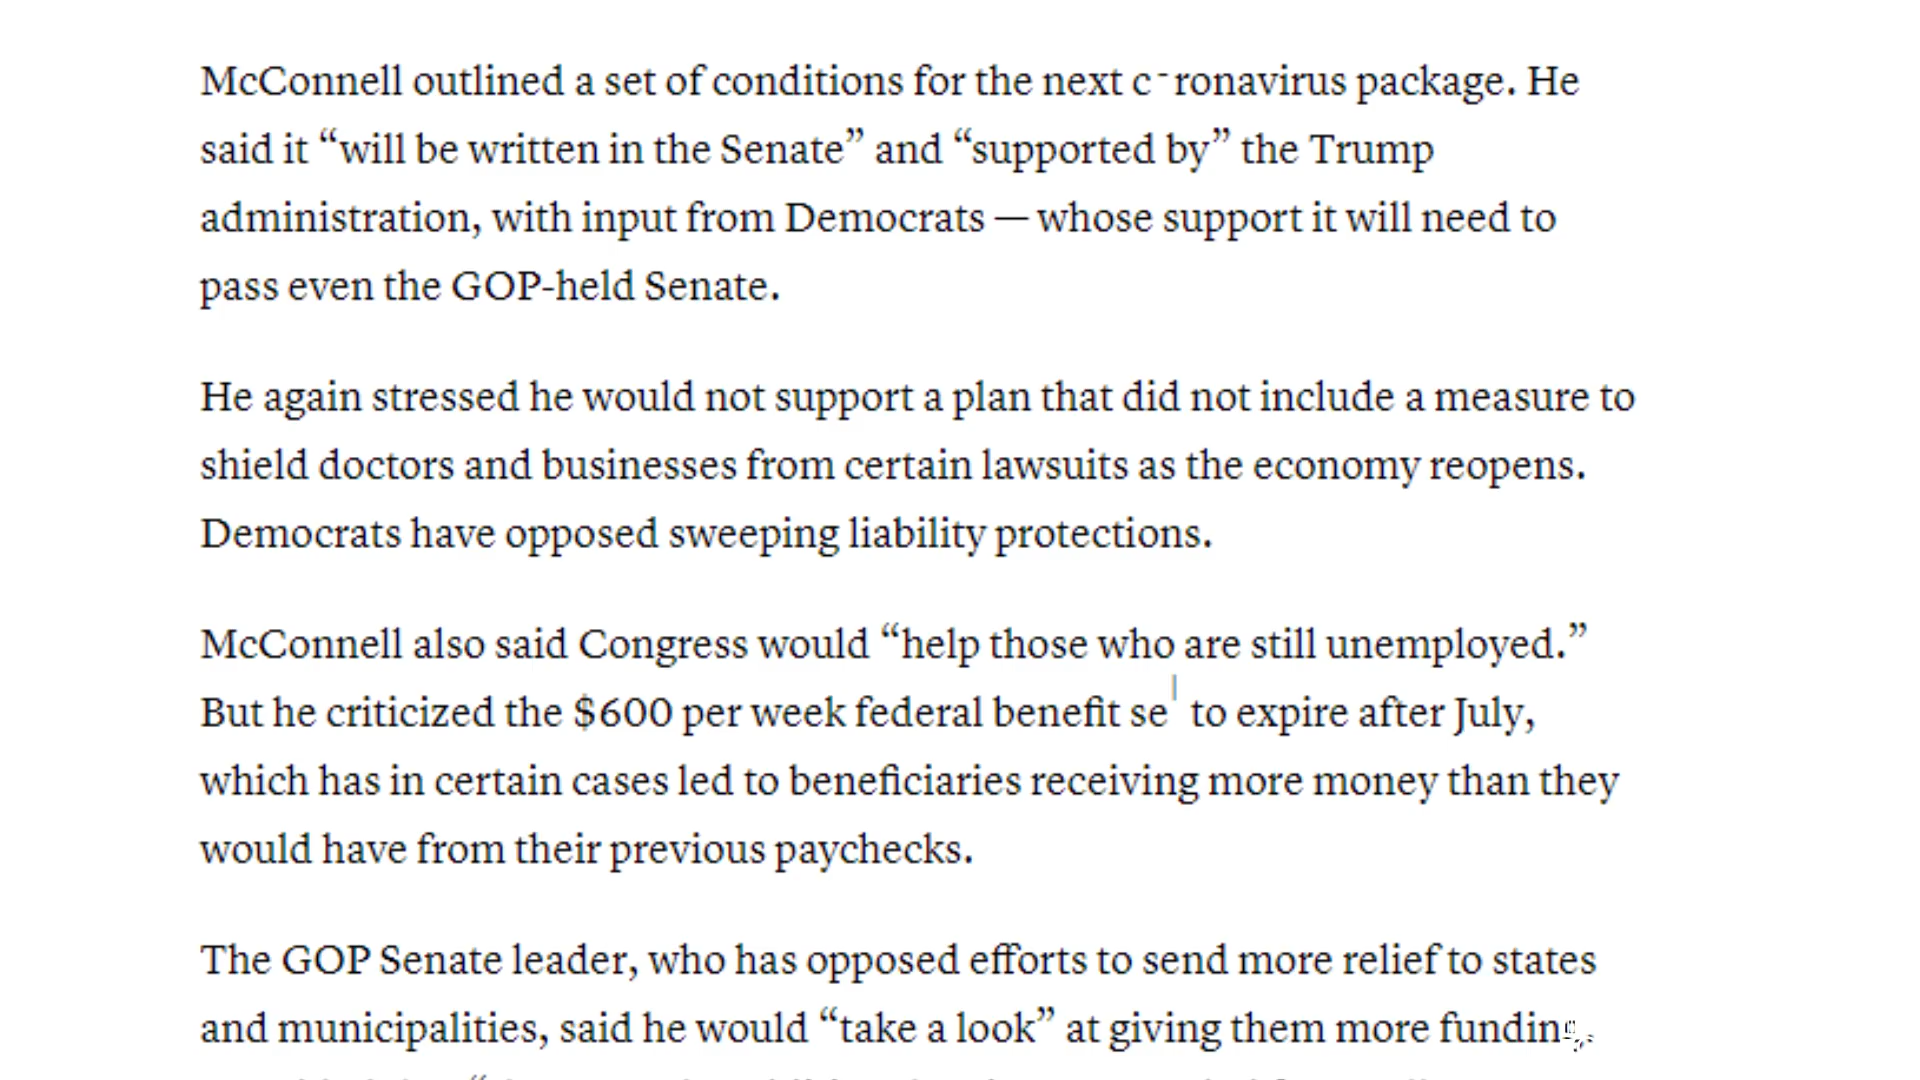 McConnell outlined a set of conditions for the next c-ronavirus package. He
said it “will be written in the Senate” and “supported by” the Trump
administration, with input from Democrats — whose support it will need to
pass even the GOP-held Senate.
He again stressed he would not support a plan that did not include a measure to
shield doctors and businesses from certain lawsuits as the economy reopens.
Democrats have opposed sweeping liability protections.
McConnell also said Congress would “help those who are still unemployed.”
But he criticized the $600 per week federal benefit se to expire after July,
which has in certain cases led to beneficiaries receiving more money than they
would have from their previous paychecks.
The GOP Senate leader, who has opposed efforts to send more relief to states
and municipalities, said he would “take a look” at giving them more funding.